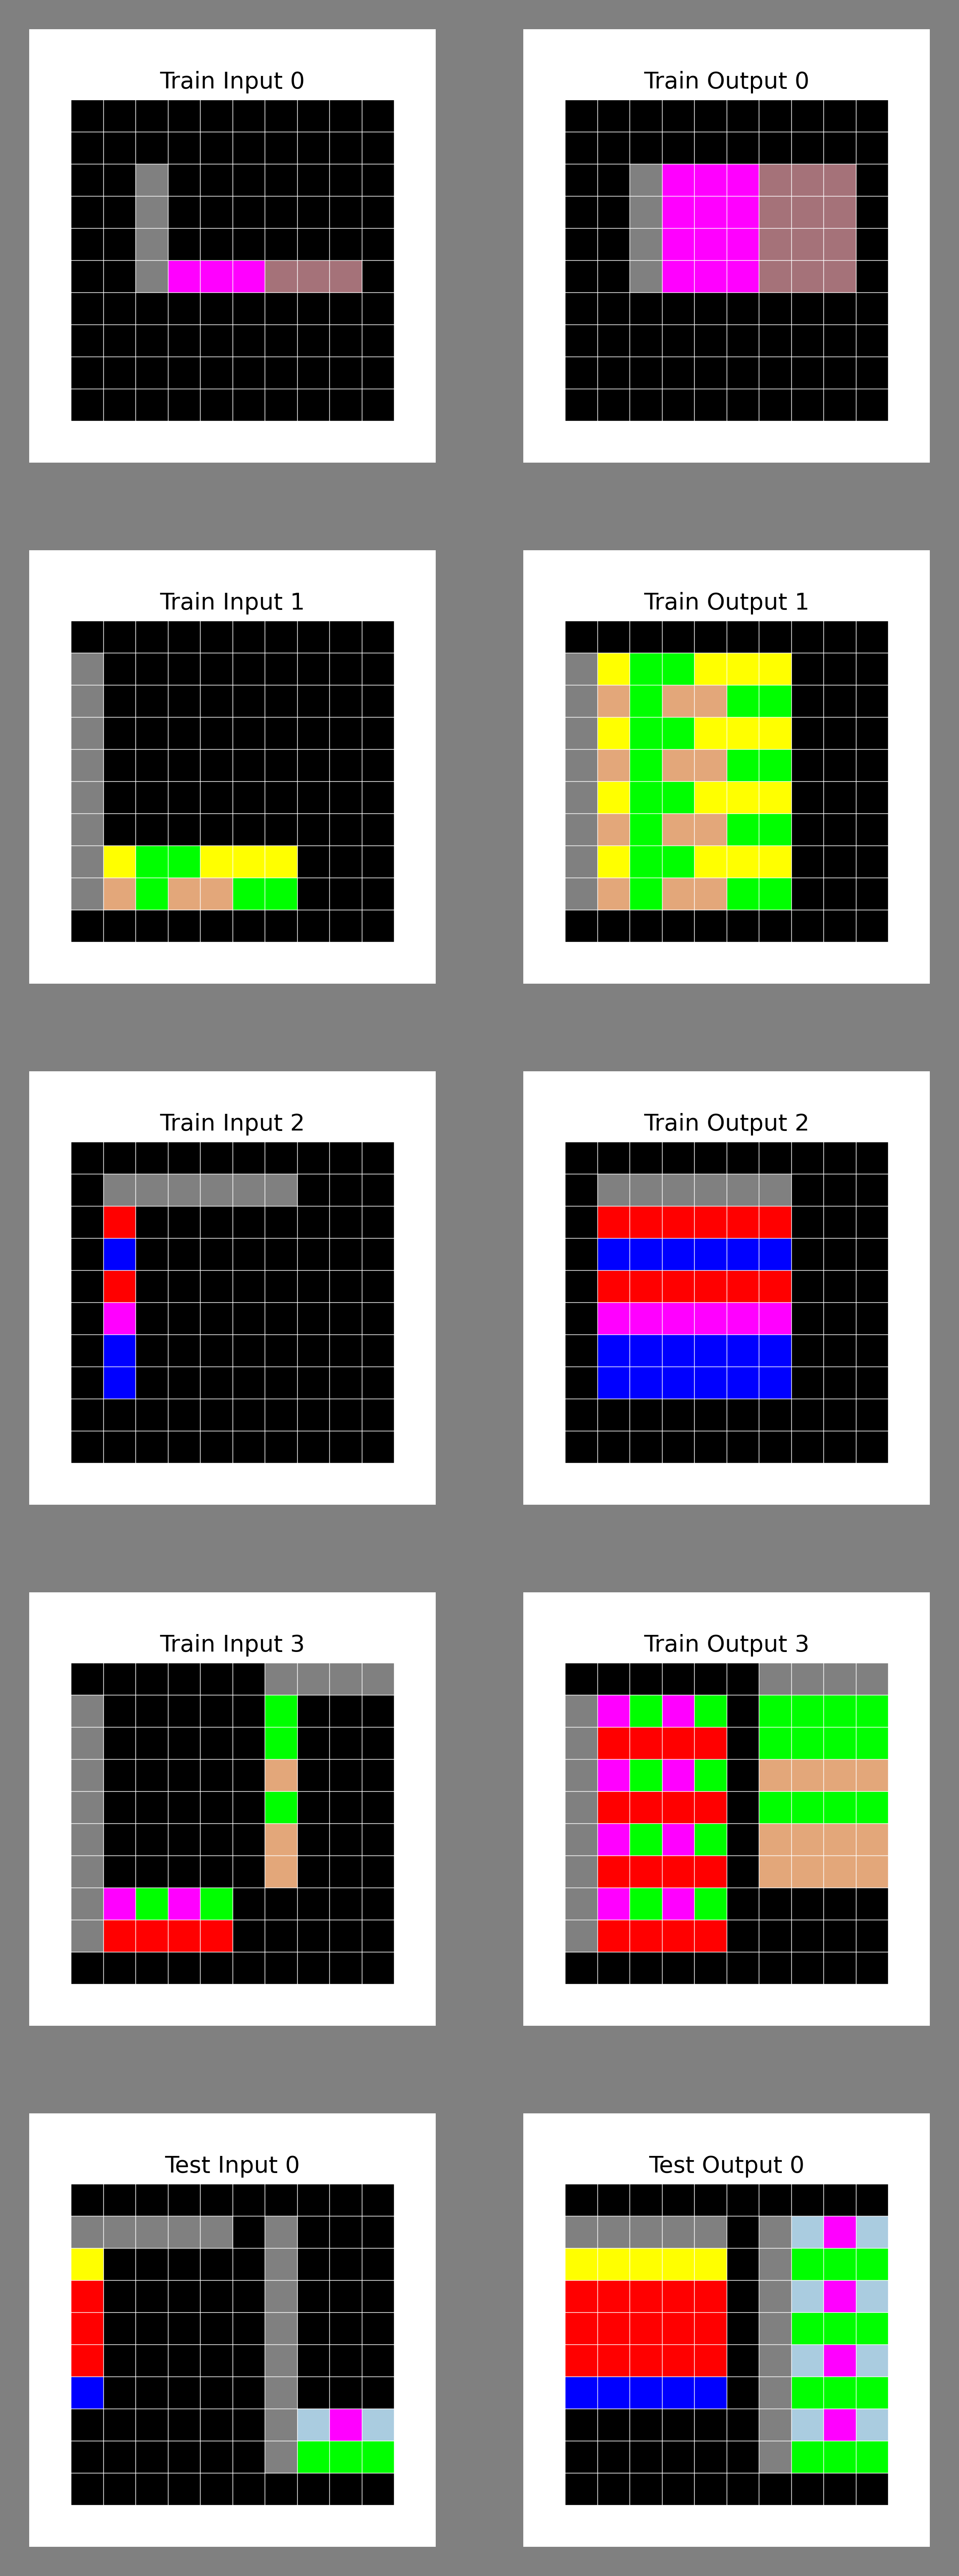 Train Input 0
Train Output 0
Train Input 1
Train Output 1
Train Input 2
Train Output 2
Train Input 3
Train Output 3
Test Input 0
Test Output 0